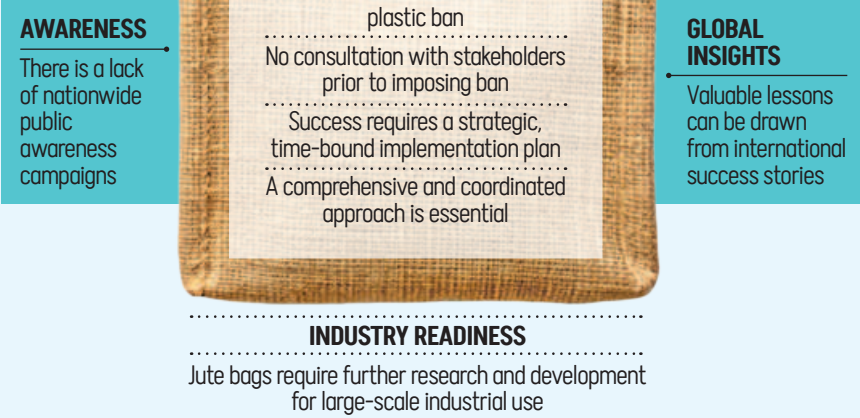 AWARENESS
There is a lack
of nationwide
public
awareness
campaigns
plastic ban
No consultation with stakeholders
prior to imposing ban
Success requires a strategic,
time-bound implementation plan
A comprehensive and coordinated
approach is essential
GLOBAL
INSIGHTS
Valuable lessons
can be drawn
from international
success stories
INDUSTRY READINESS
Jute bags require further research and development
for large-scale industrial use